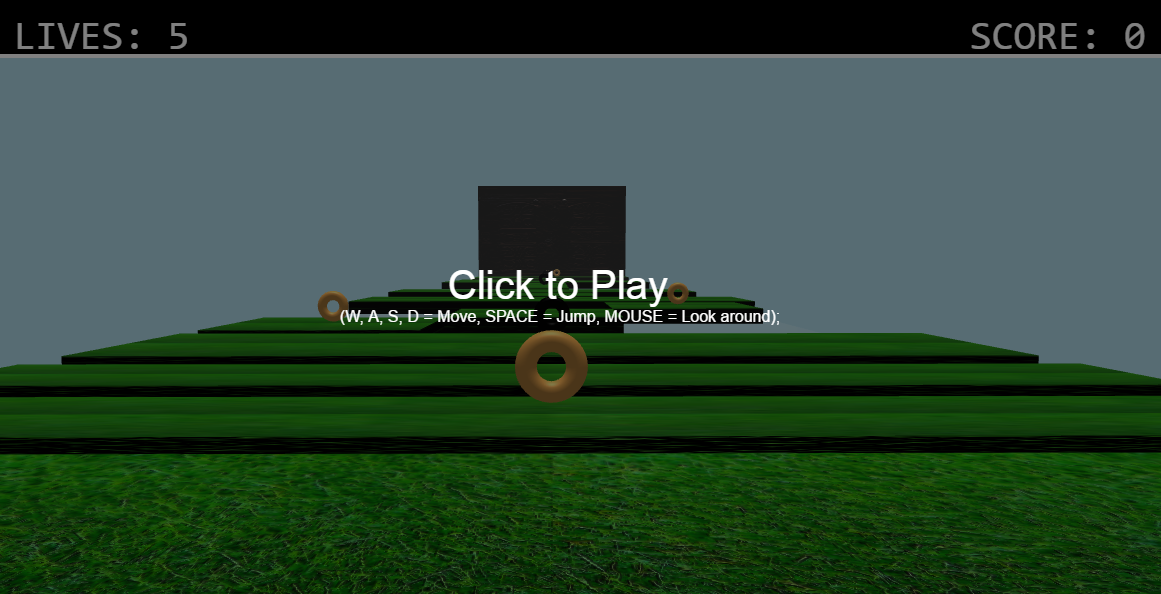 LIVES: 5 SCORE: 0
Click to Play
(W, A, S, D = Move, SPACE = Jump, MOUSE = Look around);